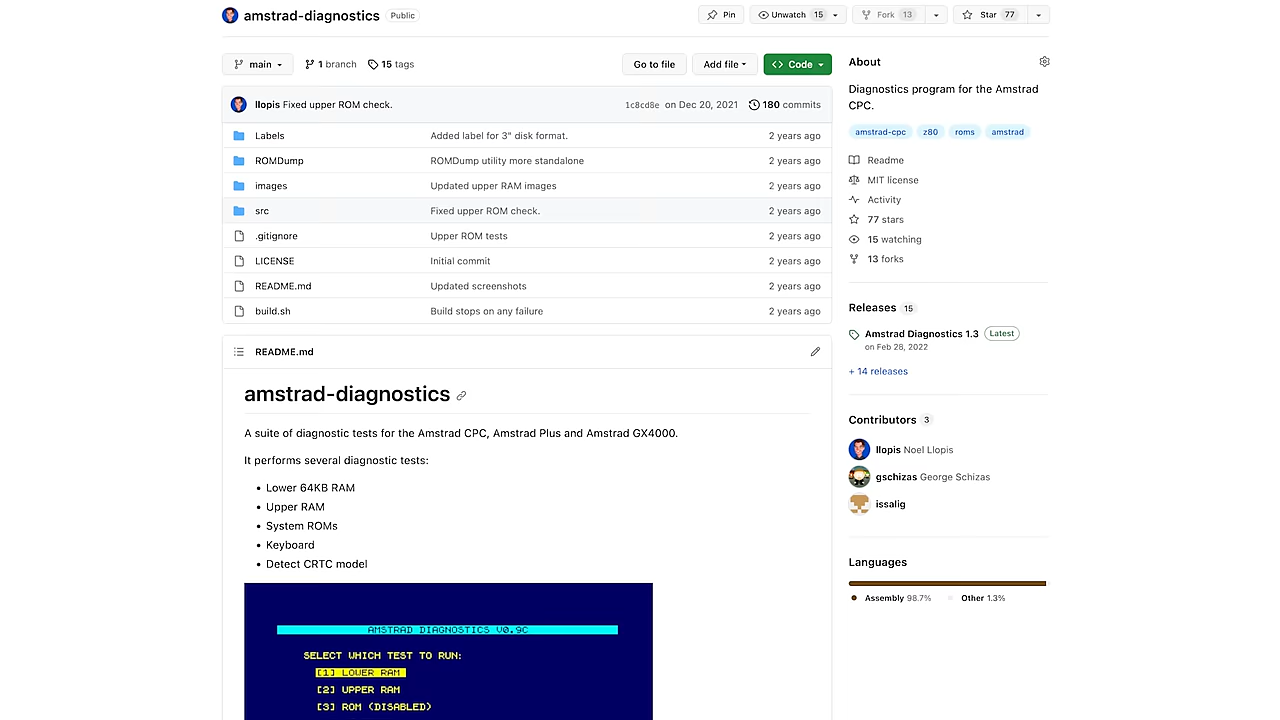 amstrad-diagnostics Public
Pin
Unwatch 15
Fork 13
Star 77
main
1 branch
15 tags
Go to file
Add file
Code
llopis Fixed upper ROM check.
1c8cd8e on Dec 20, 2021
180 commits
Labels Added label for 3" disk format. 2 years ago
ROMDump ROMDump utility more standalone 2 years ago
images Updated upper RAM images 2 years ago
src Fixed upper ROM check. 2 years ago
.gitignore Upper ROM tests 2 years ago
LICENSE Initial commit 2 years ago
README.md Updated screenshots 2 years ago
build.sh Build stops on any failure 2 years ago
README.md
amstrad-diagnostics
A suite of diagnostic tests for the Amstrad CPC, Amstrad Plus and Amstrad GX4000.
It performs several diagnostic tests:
• Lower 64KB RAM
• Upper RAM
• System ROMs
• Keyboard
• Detect CRTC model
AMSTRAD DIAGNOSTICS V0.9C
SELECT WHICH TEST TO RUN:
[1] LOWER RAM
[2] UPPER RAM
[3] ROM (DISABLED)
About
Diagnostics program for the Amstrad
CPC.
amstrad-cpc z80 roms amstrad
Readme
MIT license
Activity
77 stars
15 watching
13 forks
Releases 15
Amstrad Diagnostics 1.3 Latest
on Feb 28, 2022
+ 14 releases
Contributors 3
llopis Noel Llopis
gschizas George Schizas
issalig
Languages
Assembly 98.7% Other 1.3%